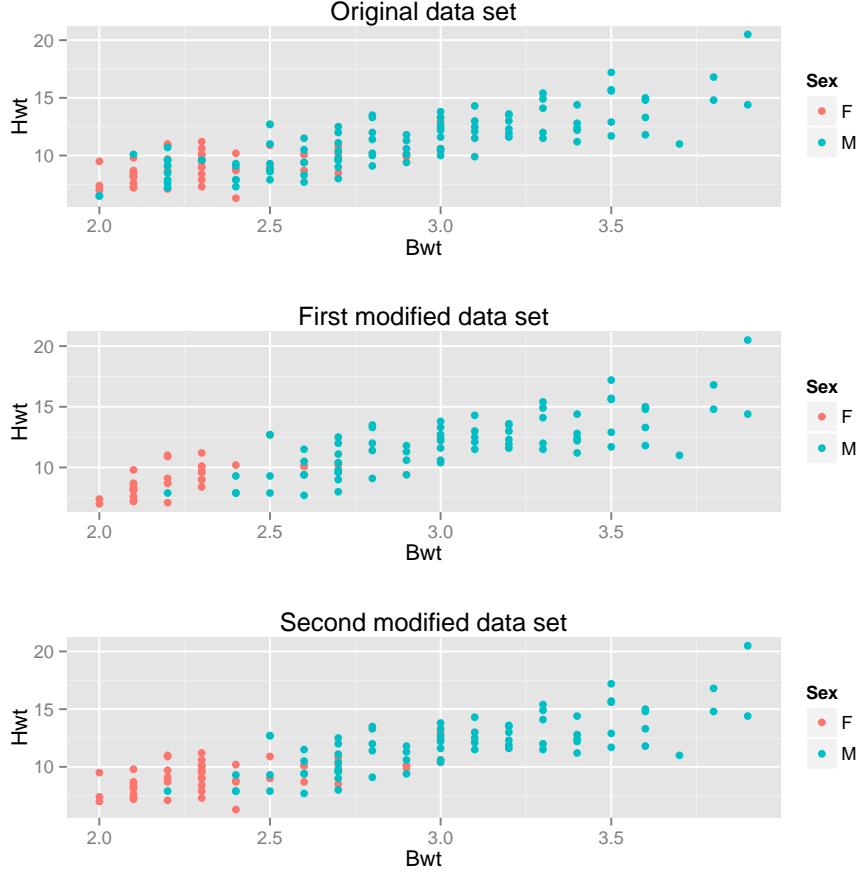 Original data set
20
15
10
Hwt
2.0 2.5 3.0 3.5
Bwt
Sex
F
M
First modified data set
20
15
10
Hwt
2.0 2.5 3.0 3.5
Bwt
Sex
F
M
Second modified data set
20
15
10
Hwt
2.0 2.5 3.0 3.5
Bwt
Sex
F
M